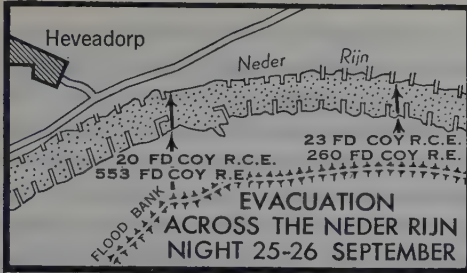 Heveadorp
Neder Rijn
20 FD COY R.C.E.
553 FD COY R.E.
23 FD COY R.C.E.
260 FD COY R.E.
FLOOD BANK
EVACUATION
ACROSS THE NEDER RIJN
NIGHT 25-26 SEPTEMBER